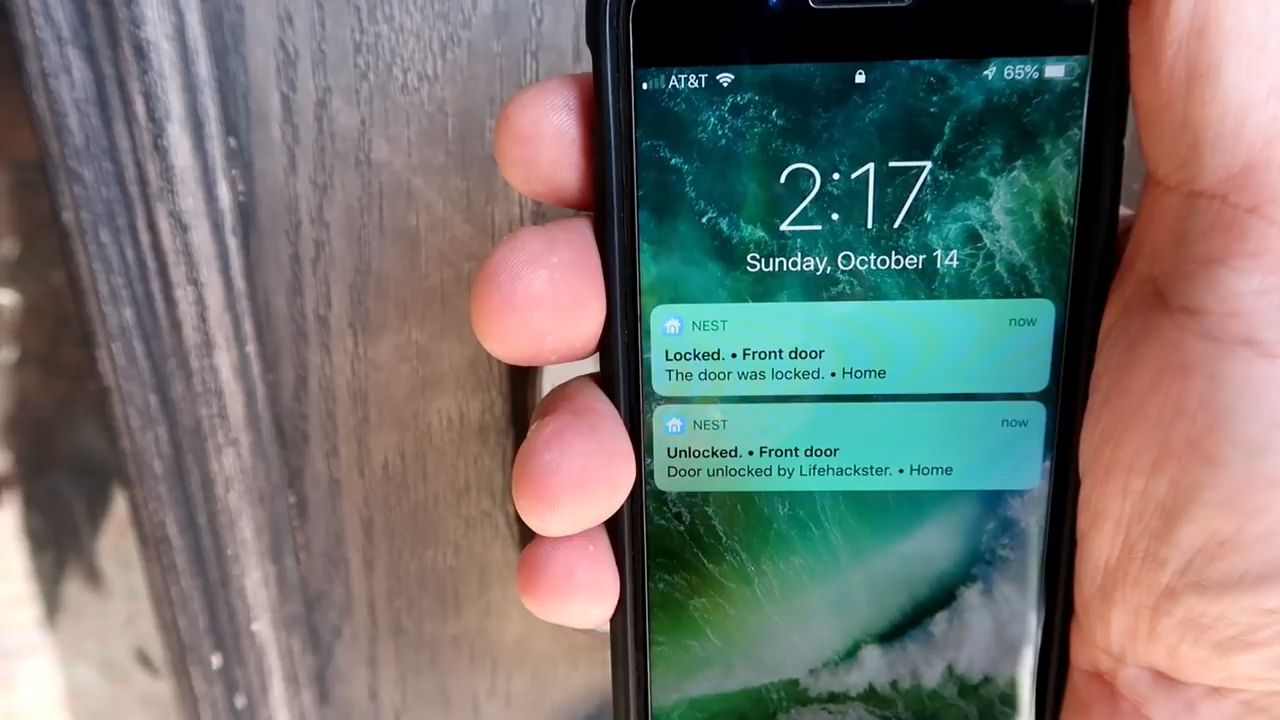 AT&T 65%
2:17
Sunday, October 14
NEST now
Locked. • Front door
The door was locked. • Home
NEST now
Unlocked. • Front door
Door unlocked by Lifehackster. • Home